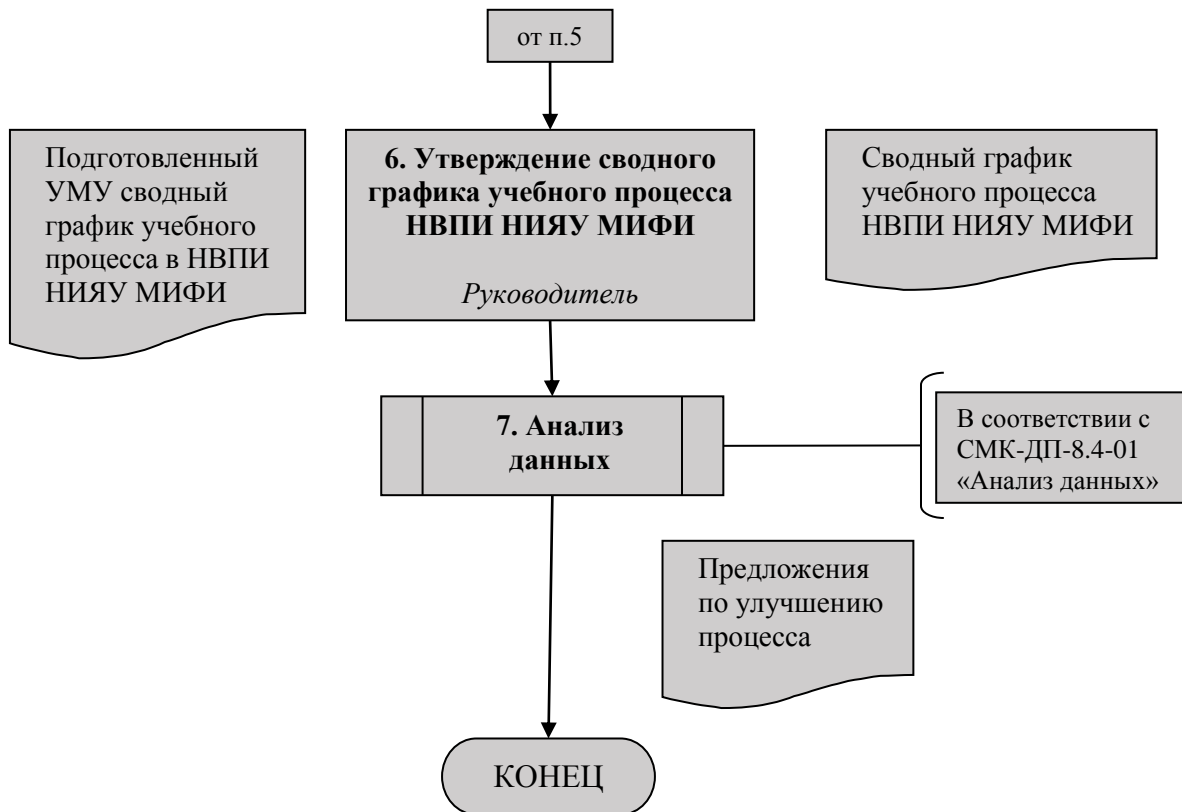 от п.5
Подготовленный
УМУ сводный
график учебного
процесса в НВПИ
НИЯУ МИФИ
6. Утверждение сводного
графика учебного процесса
НВПИ НИЯУ МИФИ
Руководитель
Сводный график
учебного процесса
НВПИ НИЯУ МИФИ
7. Анализ
данных
В соответствии с
СМК-ДП-8.4-01
«Анализ данных»
Предложения
по улучшению
процесса
КОНЕЦ